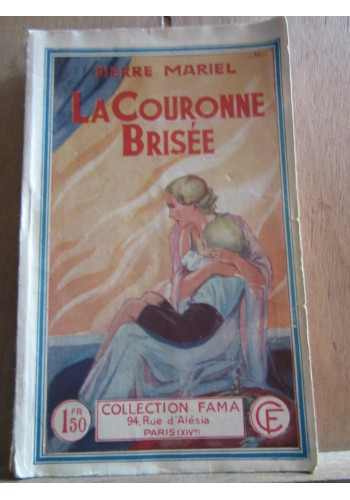 PIERRE MARIEL
LA COURONNE
BRISÉE
1 FR 50
COLLECTION FAMA
94, Rue d'Alésia
PARIS (XIVe)
CF